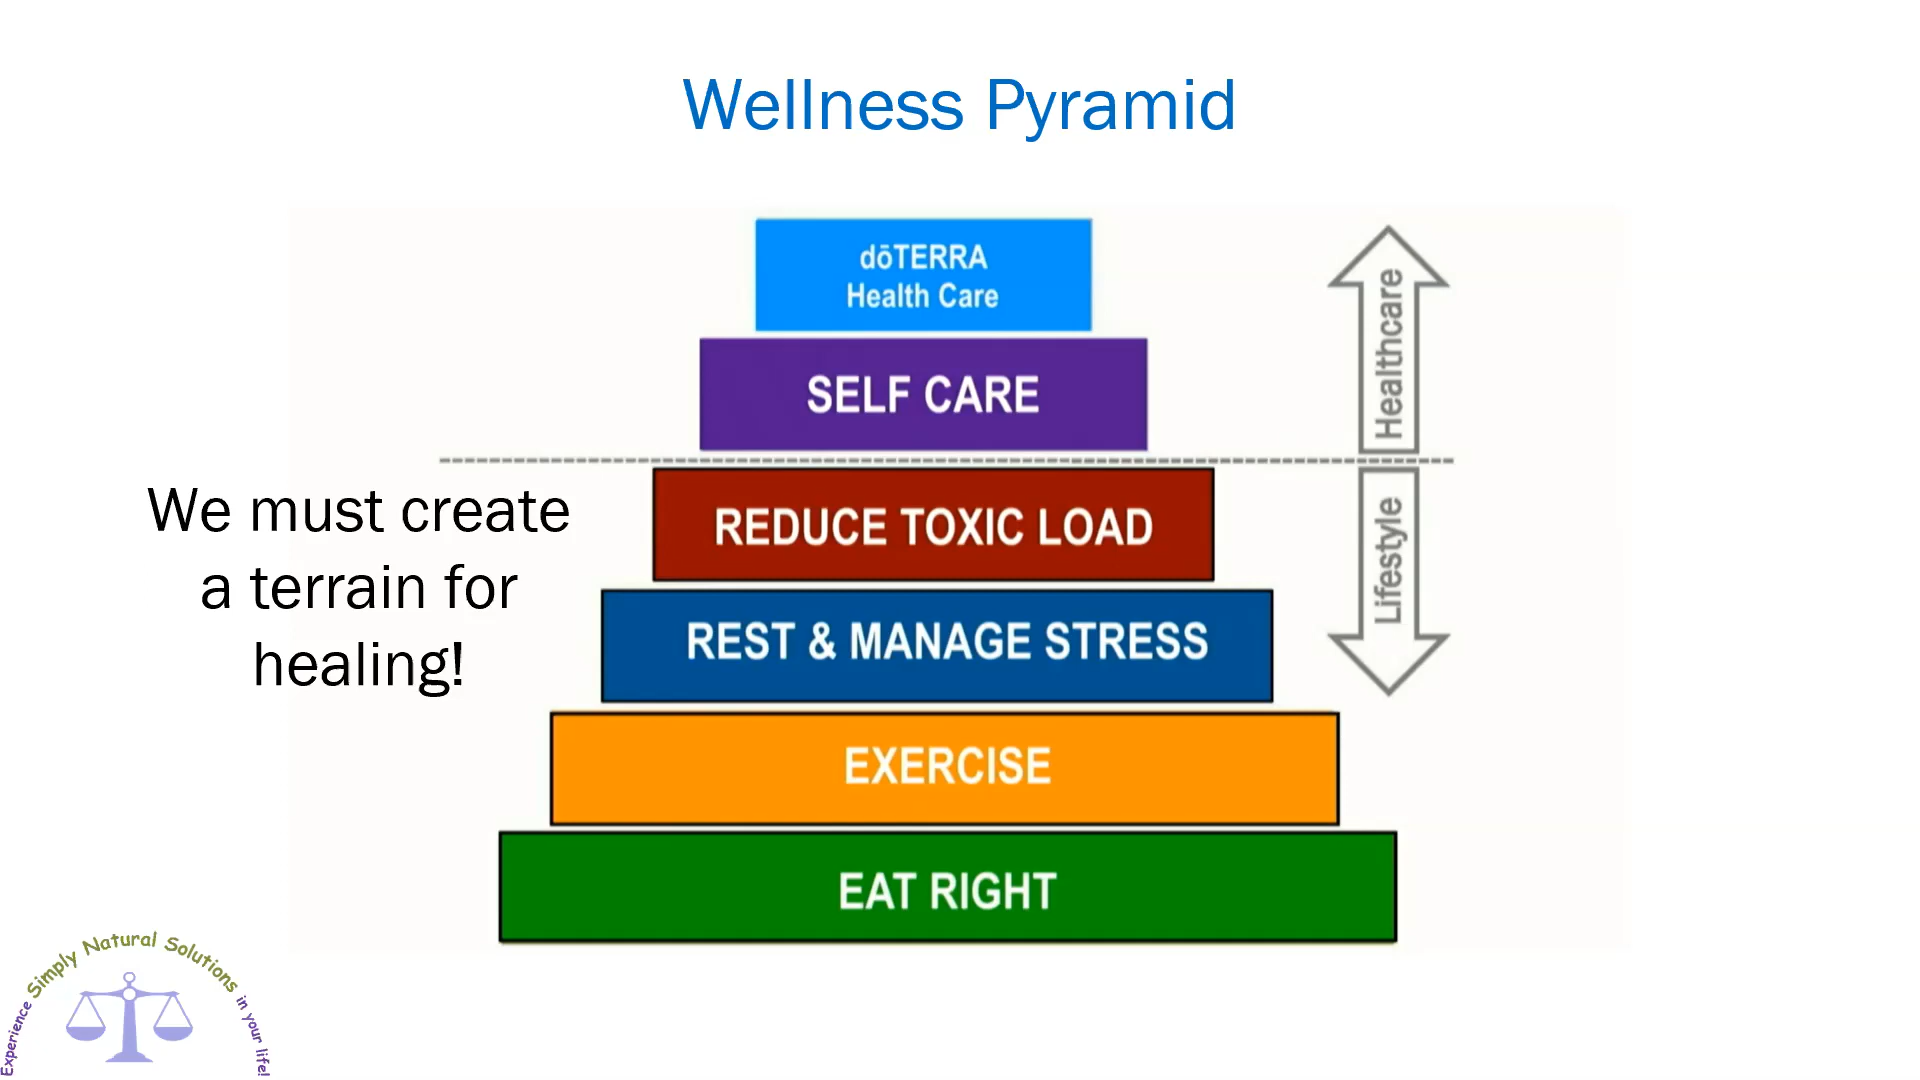 Wellness Pyramid
dōTERRA
Health Care
SELF CARE
Healthcare
We must create
a terrain for
healing!
REDUCE TOXIC LOAD
Lifestyle
REST & MANAGE STRESS
EXERCISE
EAT RIGHT
Experience Simply Natural Solutions in your life!